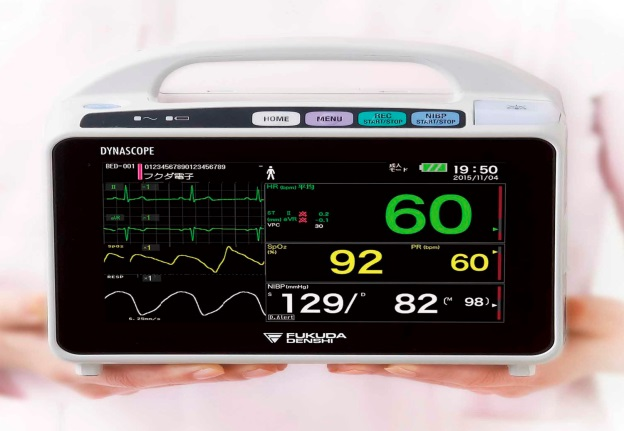 HOME MENU REC START/STOP NIBP START/STOP
DYNASCOPE
BED-001 01234567890123456789
フクダ電子
成人モード 19:50
2015/11/04
II ×1
HR (bpm) 平均
60
aVR ×1
ST II 0.2
(mm) aVR -0.1
VPC 30
SpO2 ×1
SpO2 (%) 92 PR (bpm) 60
RESP ×1
NIBP(mmHg)
S 129/ D 82 (M 98)
D.Alert
6.25mm/s
FUKUDA
DENSHI